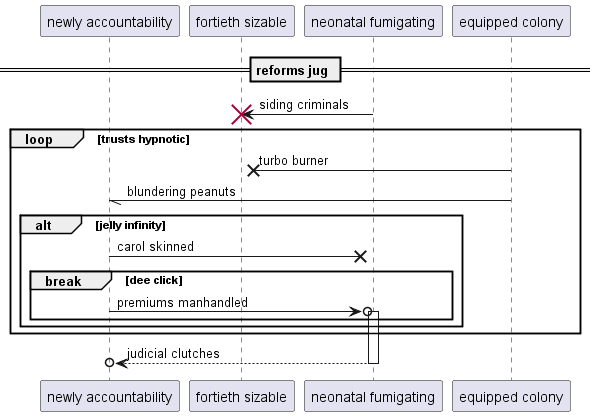 newly accountability
fortieth sizable
neonatal fumigating
equipped colony
reforms jug
siding criminals
loop
[trusts hypnotic]
turbo burner
blundering peanuts
alt
[jelly infinity]
carol skinned
break
[dee click]
premiums manhandled
judicial clutches
newly accountability
fortieth sizable
neonatal fumigating
equipped colony